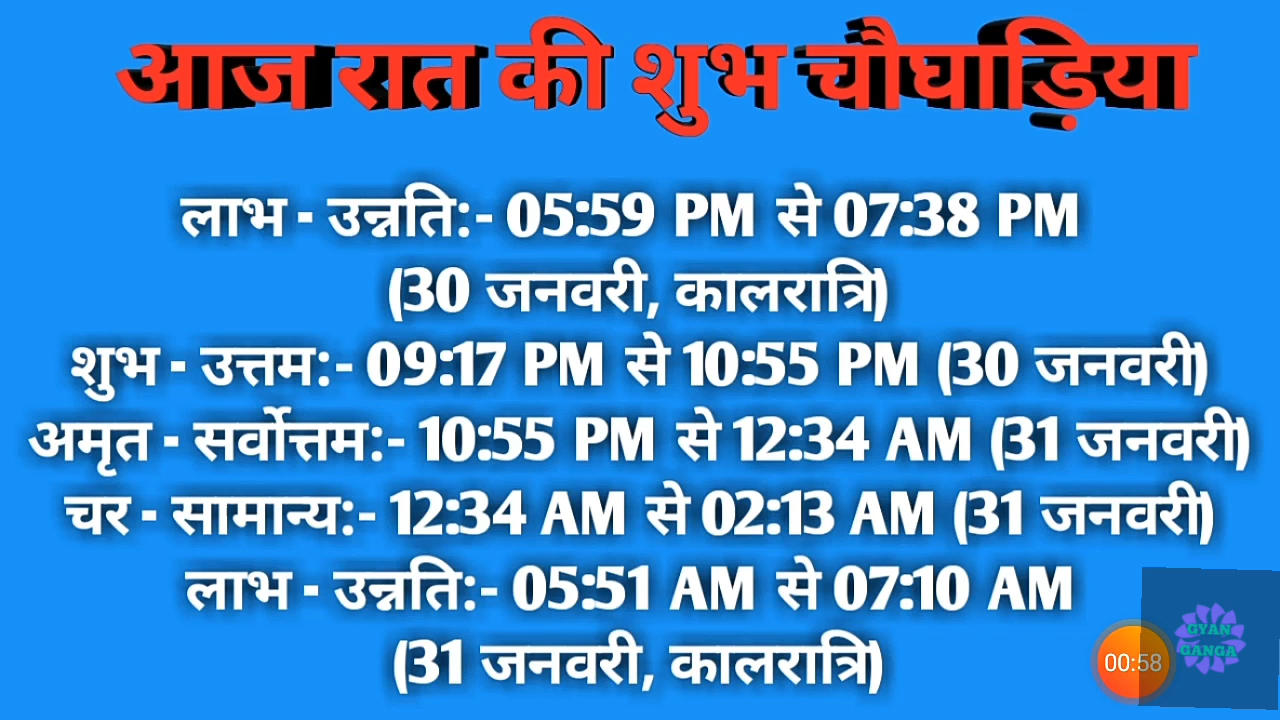 आज रात की शुभ चौघाड़िया
लाभ - उन्नति:- 05:59 PM से 07:38 PM
(30 जनवरी, कालरात्रि)
शुभ - उत्तम:- 09:17 PM से 10:55 PM (30 जनवरी)
अमृत - सर्वोत्तम:- 10:55 PM से 12:34 AM (31 जनवरी)
चर - सामान्य:- 12:34 AM से 02:13 AM (31 जनवरी)
लाभ - उन्नति:- 05:51 AM से 07:10 AM
(31 जनवरी, कालरात्रि)
00:58
GYAN
GANGA